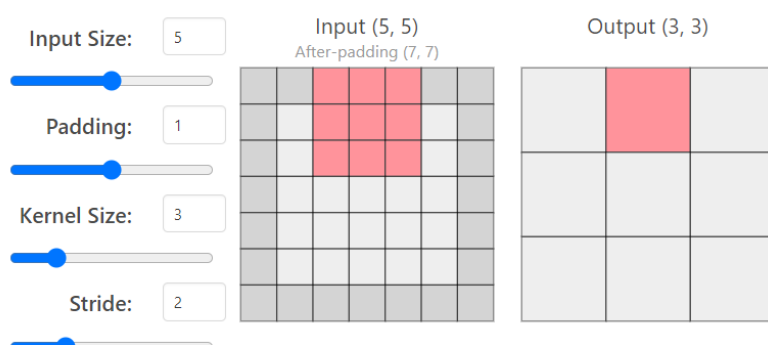 Input Size: 5
Padding: 1
Kernel Size: 3
Stride: 2
Input (5, 5)
After-padding (7, 7)
Output (3, 3)